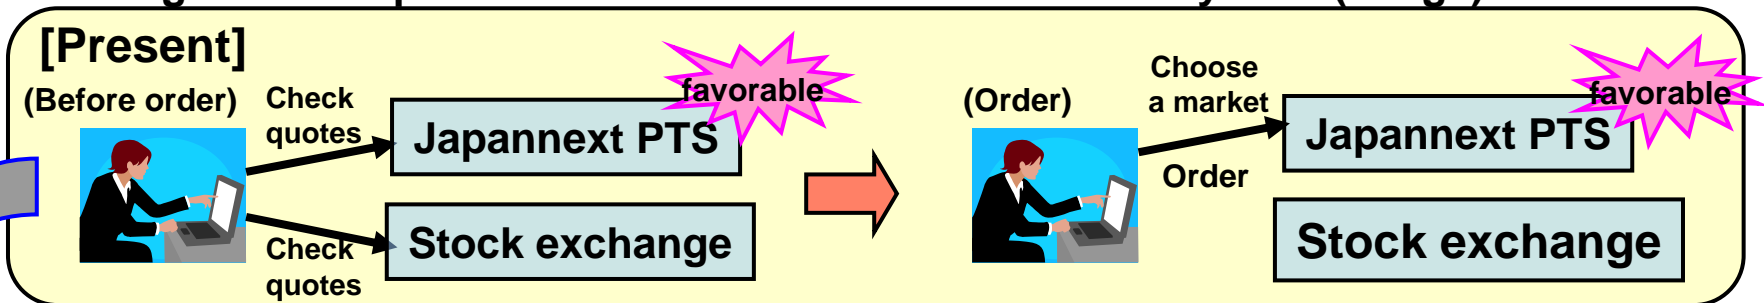 [Present]
(Before order)
Check
quotes
Japannext PTS
favorable
Check
quotes
Stock exchange
(Order)
Choose
a market
Order
Japannext PTS
favorable
Stock exchange